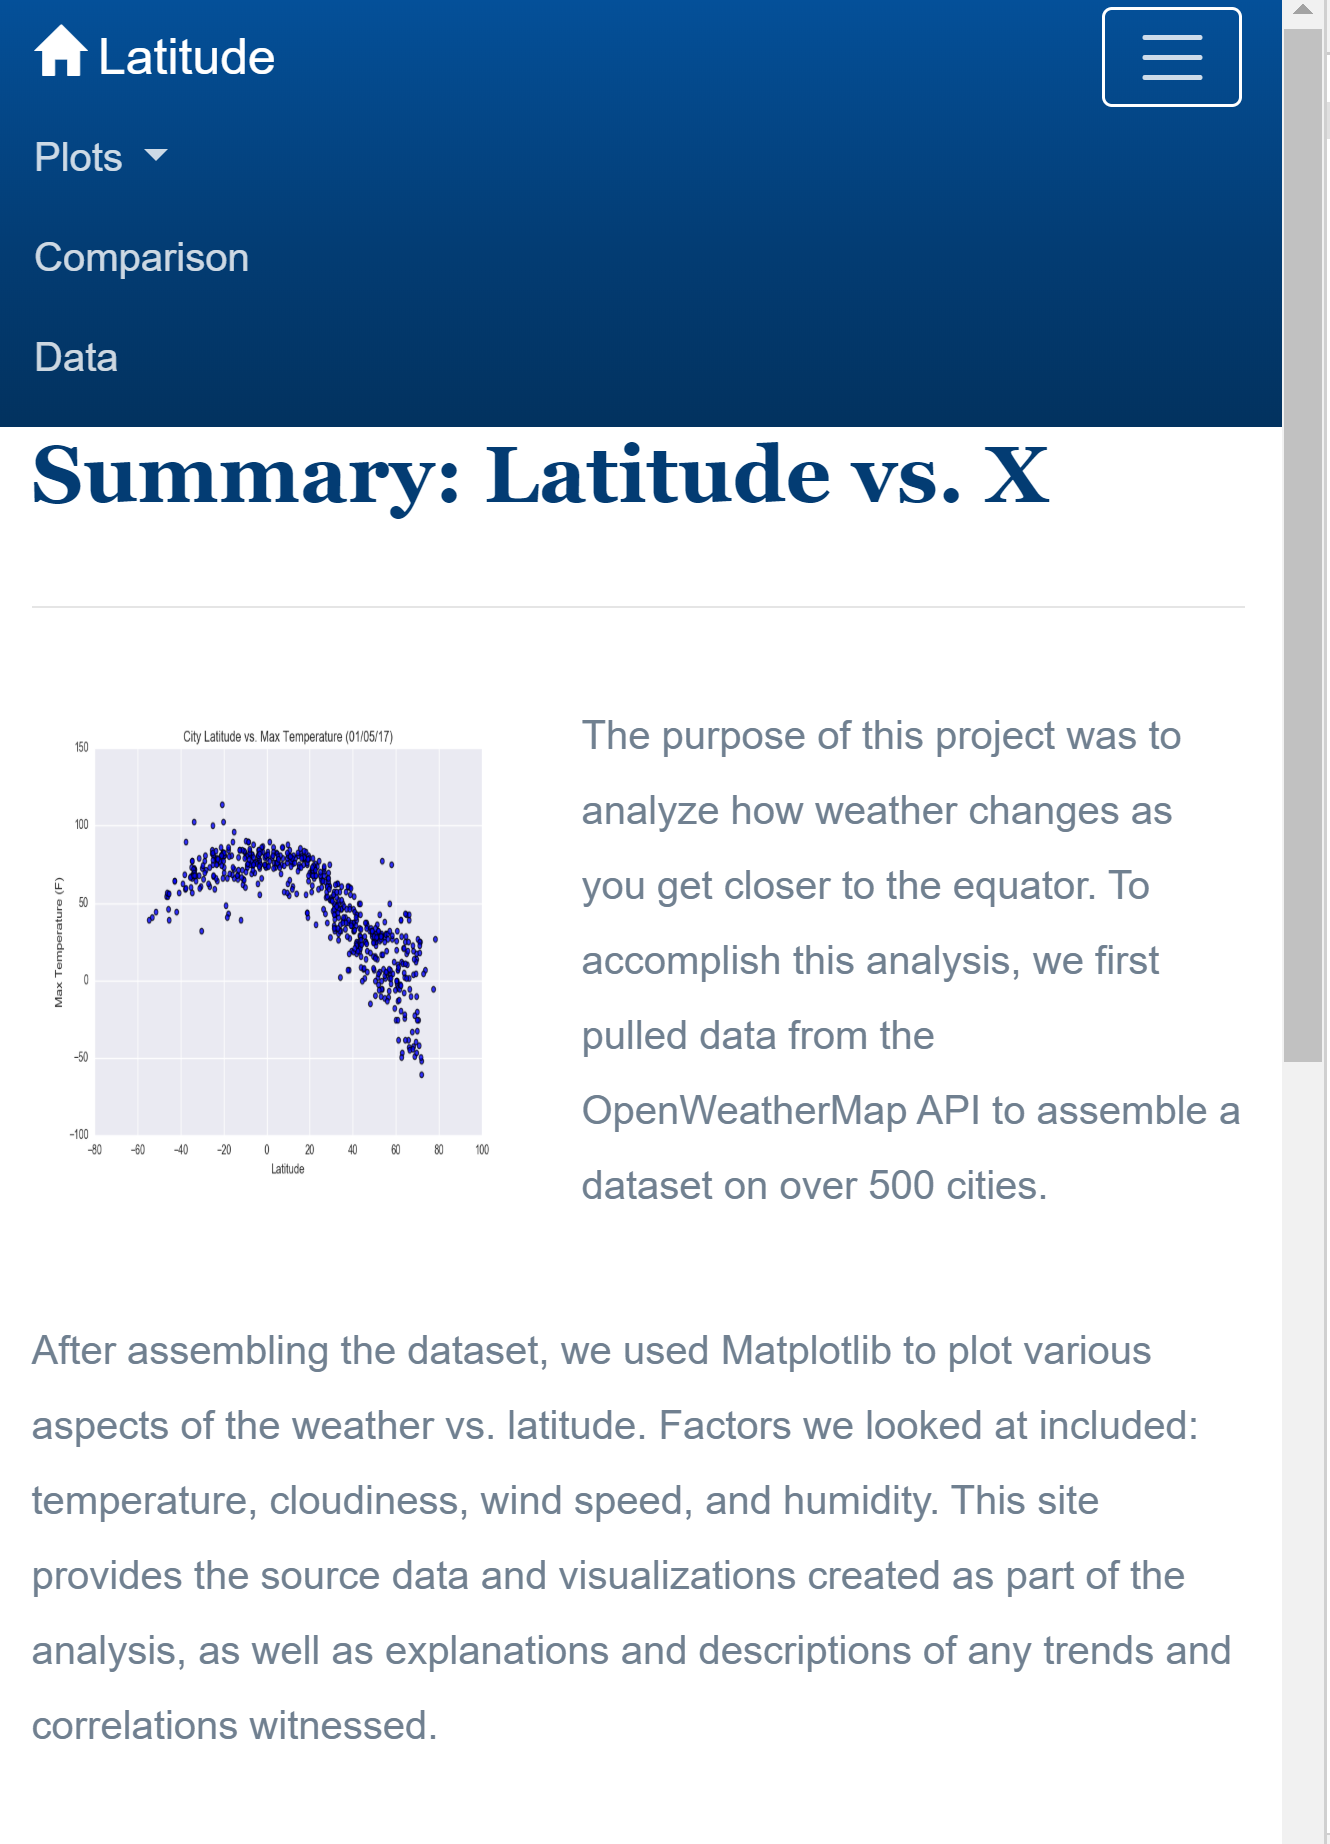 Latitude
Plots
Comparison
Data
Summary: Latitude vs. X
City Latitude vs. Max Temperature (01/05/17)
150
100
50
0
−50
−100
Max Temperature (F)
−80 −60 −40 −20 0 20 40 60 80 100
Latitude
The purpose of this project was to
analyze how weather changes as
you get closer to the equator. To
accomplish this analysis, we first
pulled data from the
OpenWeatherMap API to assemble a
dataset on over 500 cities.
After assembling the dataset, we used Matplotlib to plot various
aspects of the weather vs. latitude. Factors we looked at included:
temperature, cloudiness, wind speed, and humidity. This site
provides the source data and visualizations created as part of the
analysis, as well as explanations and descriptions of any trends and
correlations witnessed.